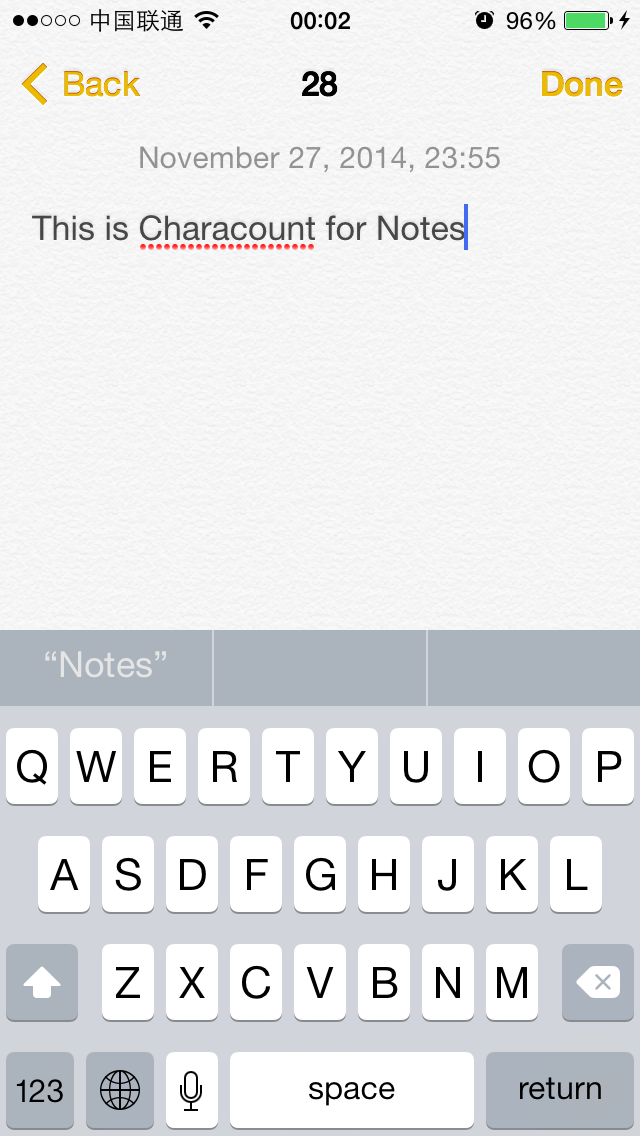 中国联通 00:02 96%
Back 28 Done
November 27, 2014, 23:55
This is Characount for Notes
“Notes”
Q W E R T Y U I O P
A S D F G H J K L
Z X C V B N M
123 space return